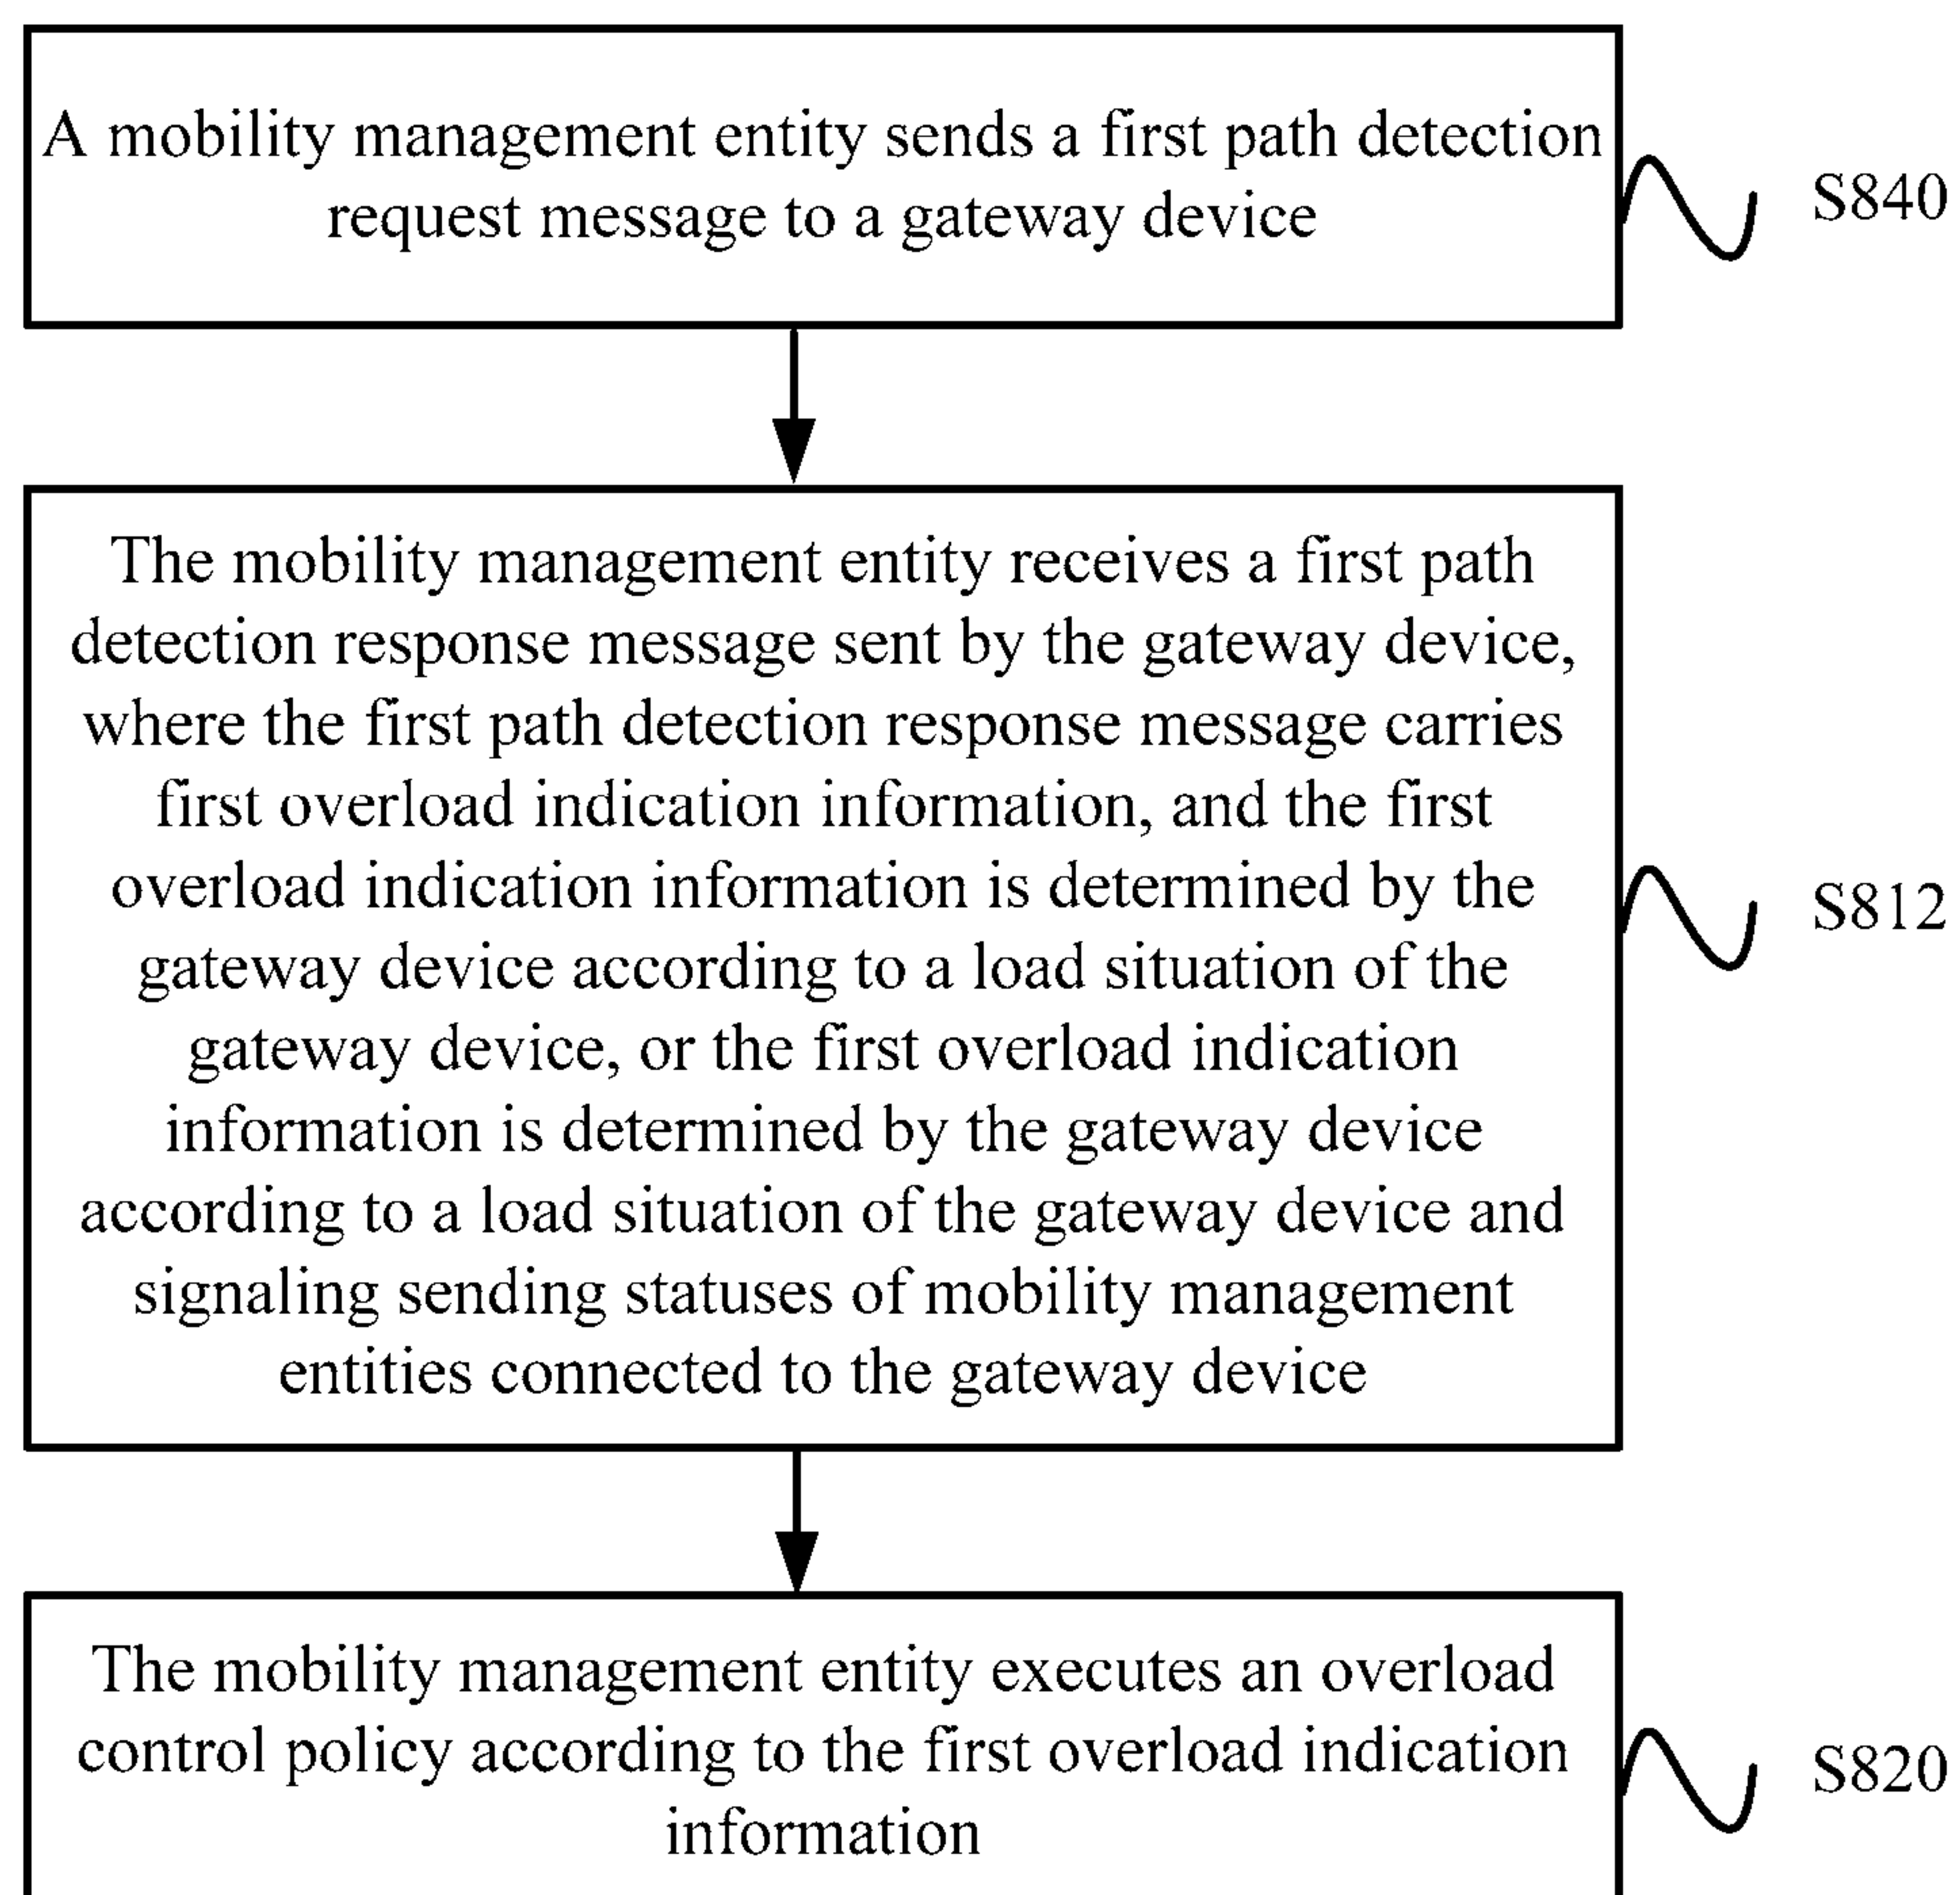 A mobility management entity sends a first path detection
request message to a gateway device
S840
The mobility management entity receives a first path
detection response message sent by the gateway device,
where the first path detection response message carries
first overload indication information, and the first
overload indication information is determined by the
gateway device according to a load situation of the
gateway device, or the first overload indication
information is determined by the gateway device
according to a load situation of the gateway device and
signaling sending statuses of mobility management
entities connected to the gateway device
S812
The mobility management entity executes an overload
control policy according to the first overload indication
information
S820